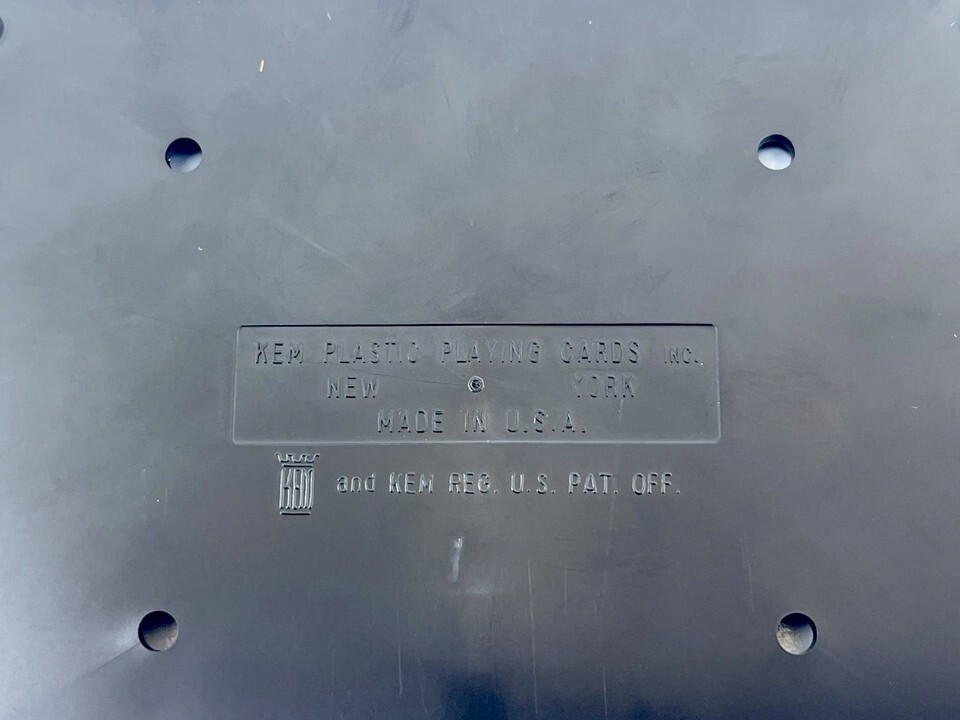 KEM PLASTIC PLAYING CARDS INC.,
NEW YORK
MADE IN U.S.A.
KEM and KEM REG. U.S. PAT. OFF.